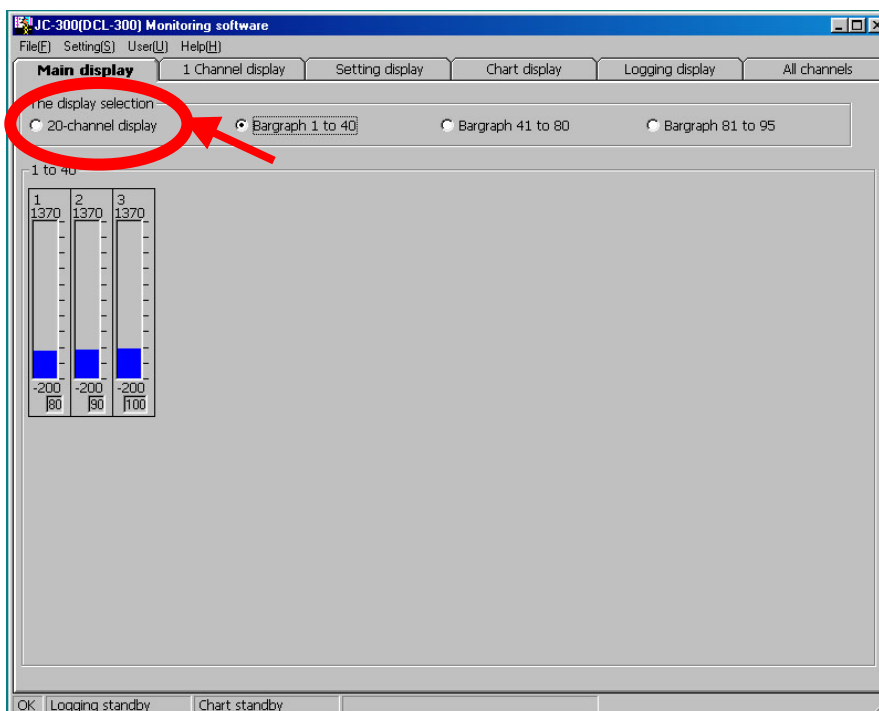 JC-300(DCL-300) Monitoring software
File(F) Setting(S) User(U) Help(H)
Main display 1 Channel display Setting display Chart display Logging display All channels
The display selection
20-channel display Bargraph 1 to 40 Bargraph 41 to 80 Bargraph 81 to 95
1 to 40
1 2 3
1370 1370 1370
-200 -200 -200
80 90 100
OK Logging standby Chart standby